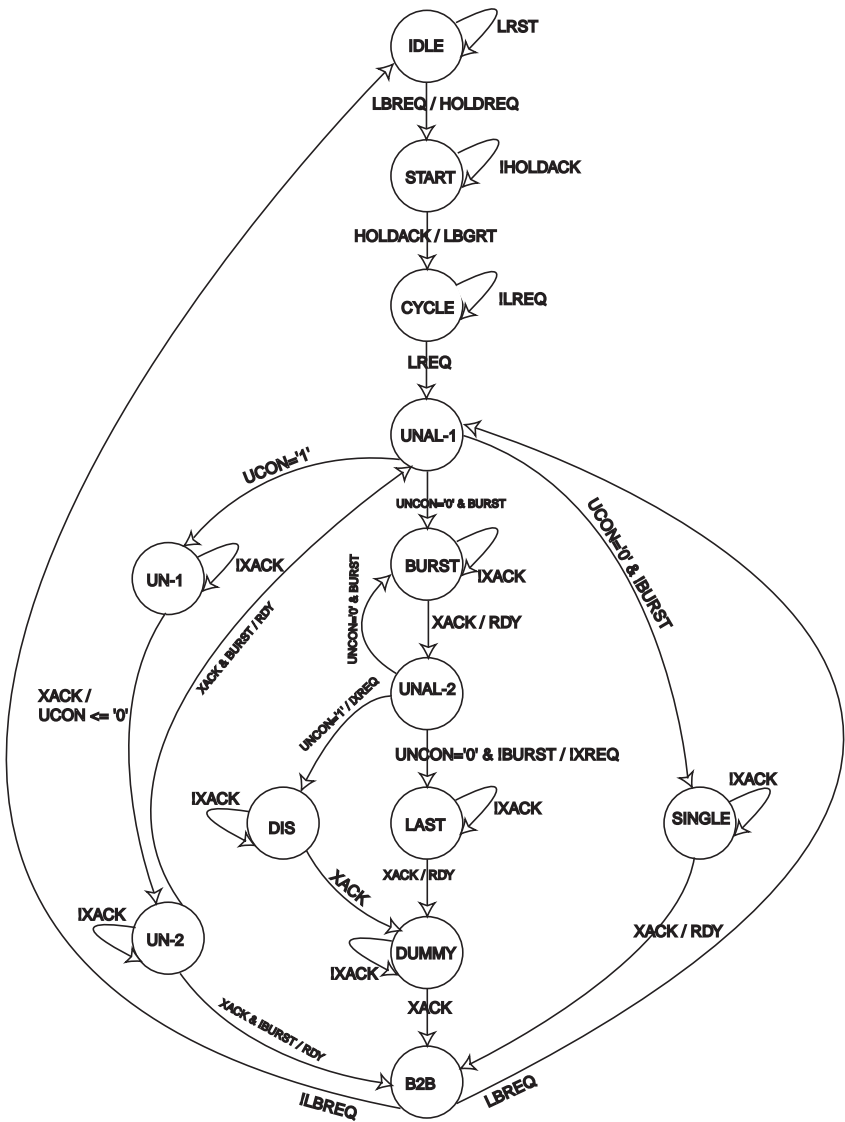 IDLE
LRST
LBREQ / HOLDREQ
START
!HOLDACK
HOLDACK / LBGRT
CYCLE
!LREQ
LREQ
UNAL-1
UCON='1'
UNCON='0' & BURST
UCON='0' & !BURST
UN-1
!XACK
BURST
!XACK
UNCON='0' & BURST
XACK / RDY
XACK & BURST / RDY
UNAL-2
XACK /
UCON <= '0'
UNCON='1' / !XREQ
UNCON='0' & !BURST / !XREQ
!XACK
DIS
LAST
!XACK
SINGLE
!XACK
XACK / RDY
XACK
!XACK
UN-2
DUMMY
!XACK
XACK / RDY
XACK
XACK & !BURST / RDY
B2B
!LBREQ
LBREQ